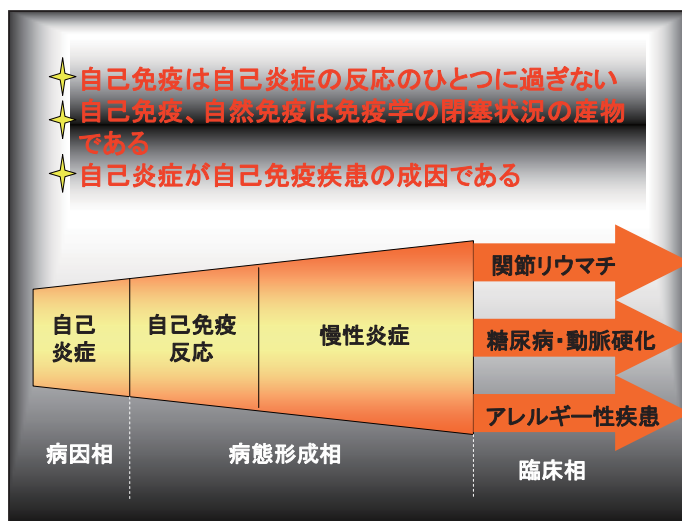 自己免疫は自己炎症の反応のひとつに過ぎない
自己免疫、自然免疫は免疫学の閉塞状況の産物
である
自己炎症が自己免疫疾患の成因である
関節リウマチ
自己
炎症
自己免疫
反応
慢性炎症
糖尿病・動脈硬化
アレルギー性疾患
病因相
病態形成相
臨床相